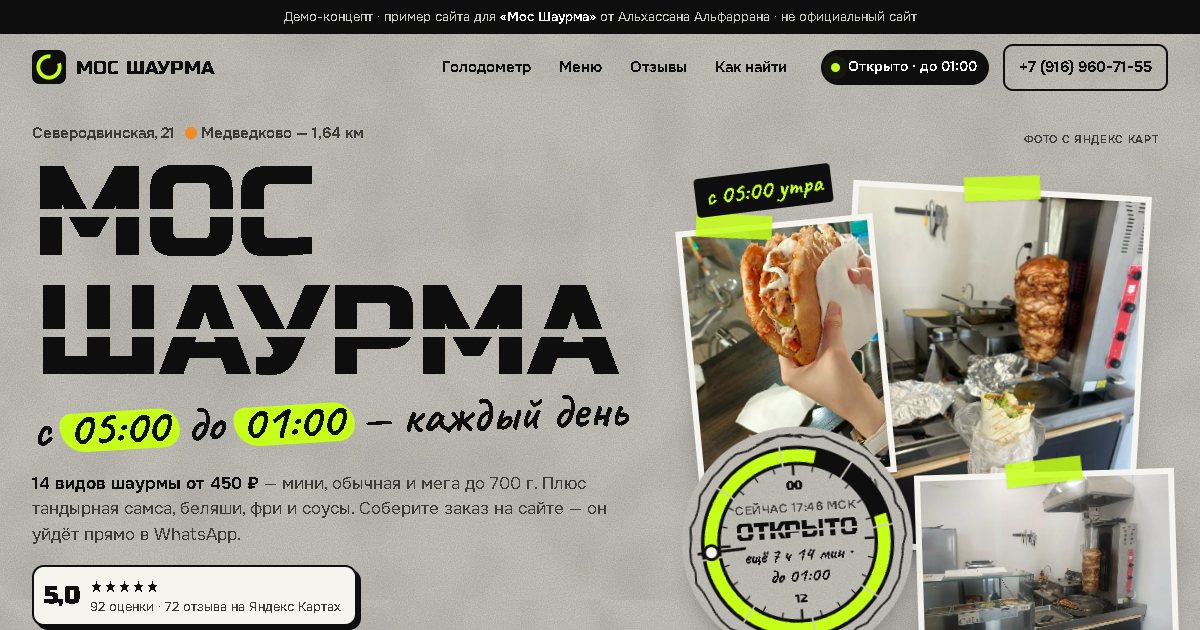 Демо-концепт · пример сайта для «Мос Шаурма» от Альхассана Альфаррана · не официальный сайт
МОС ШАУРМА
Голодометр
Меню
Отзывы
Как найти
Открыто · до 01:00
+7 (916) 960-71-55
Северодвинская, 21 Медведково — 1,64 км
ФОТО С ЯНДЕКС КАРТ
МОС
ШАУРМА
с 05:00 до 01:00 — каждый день
14 видов шаурмы от 450 ₽ — мини, обычная и мега до 700 г. Плюс
тандырная самса, беляши, фри и соусы. Соберите заказ на сайте — он
уйдёт прямо в WhatsApp.
5,0
★★★★★
92 оценки · 72 отзыва на Яндекс Картах
с 05:00 утра
00
СЕЙЧАС 17:46 МСК
ОТКРЫТО
ещё 7 ч 14 мин ·
до 01:00
12